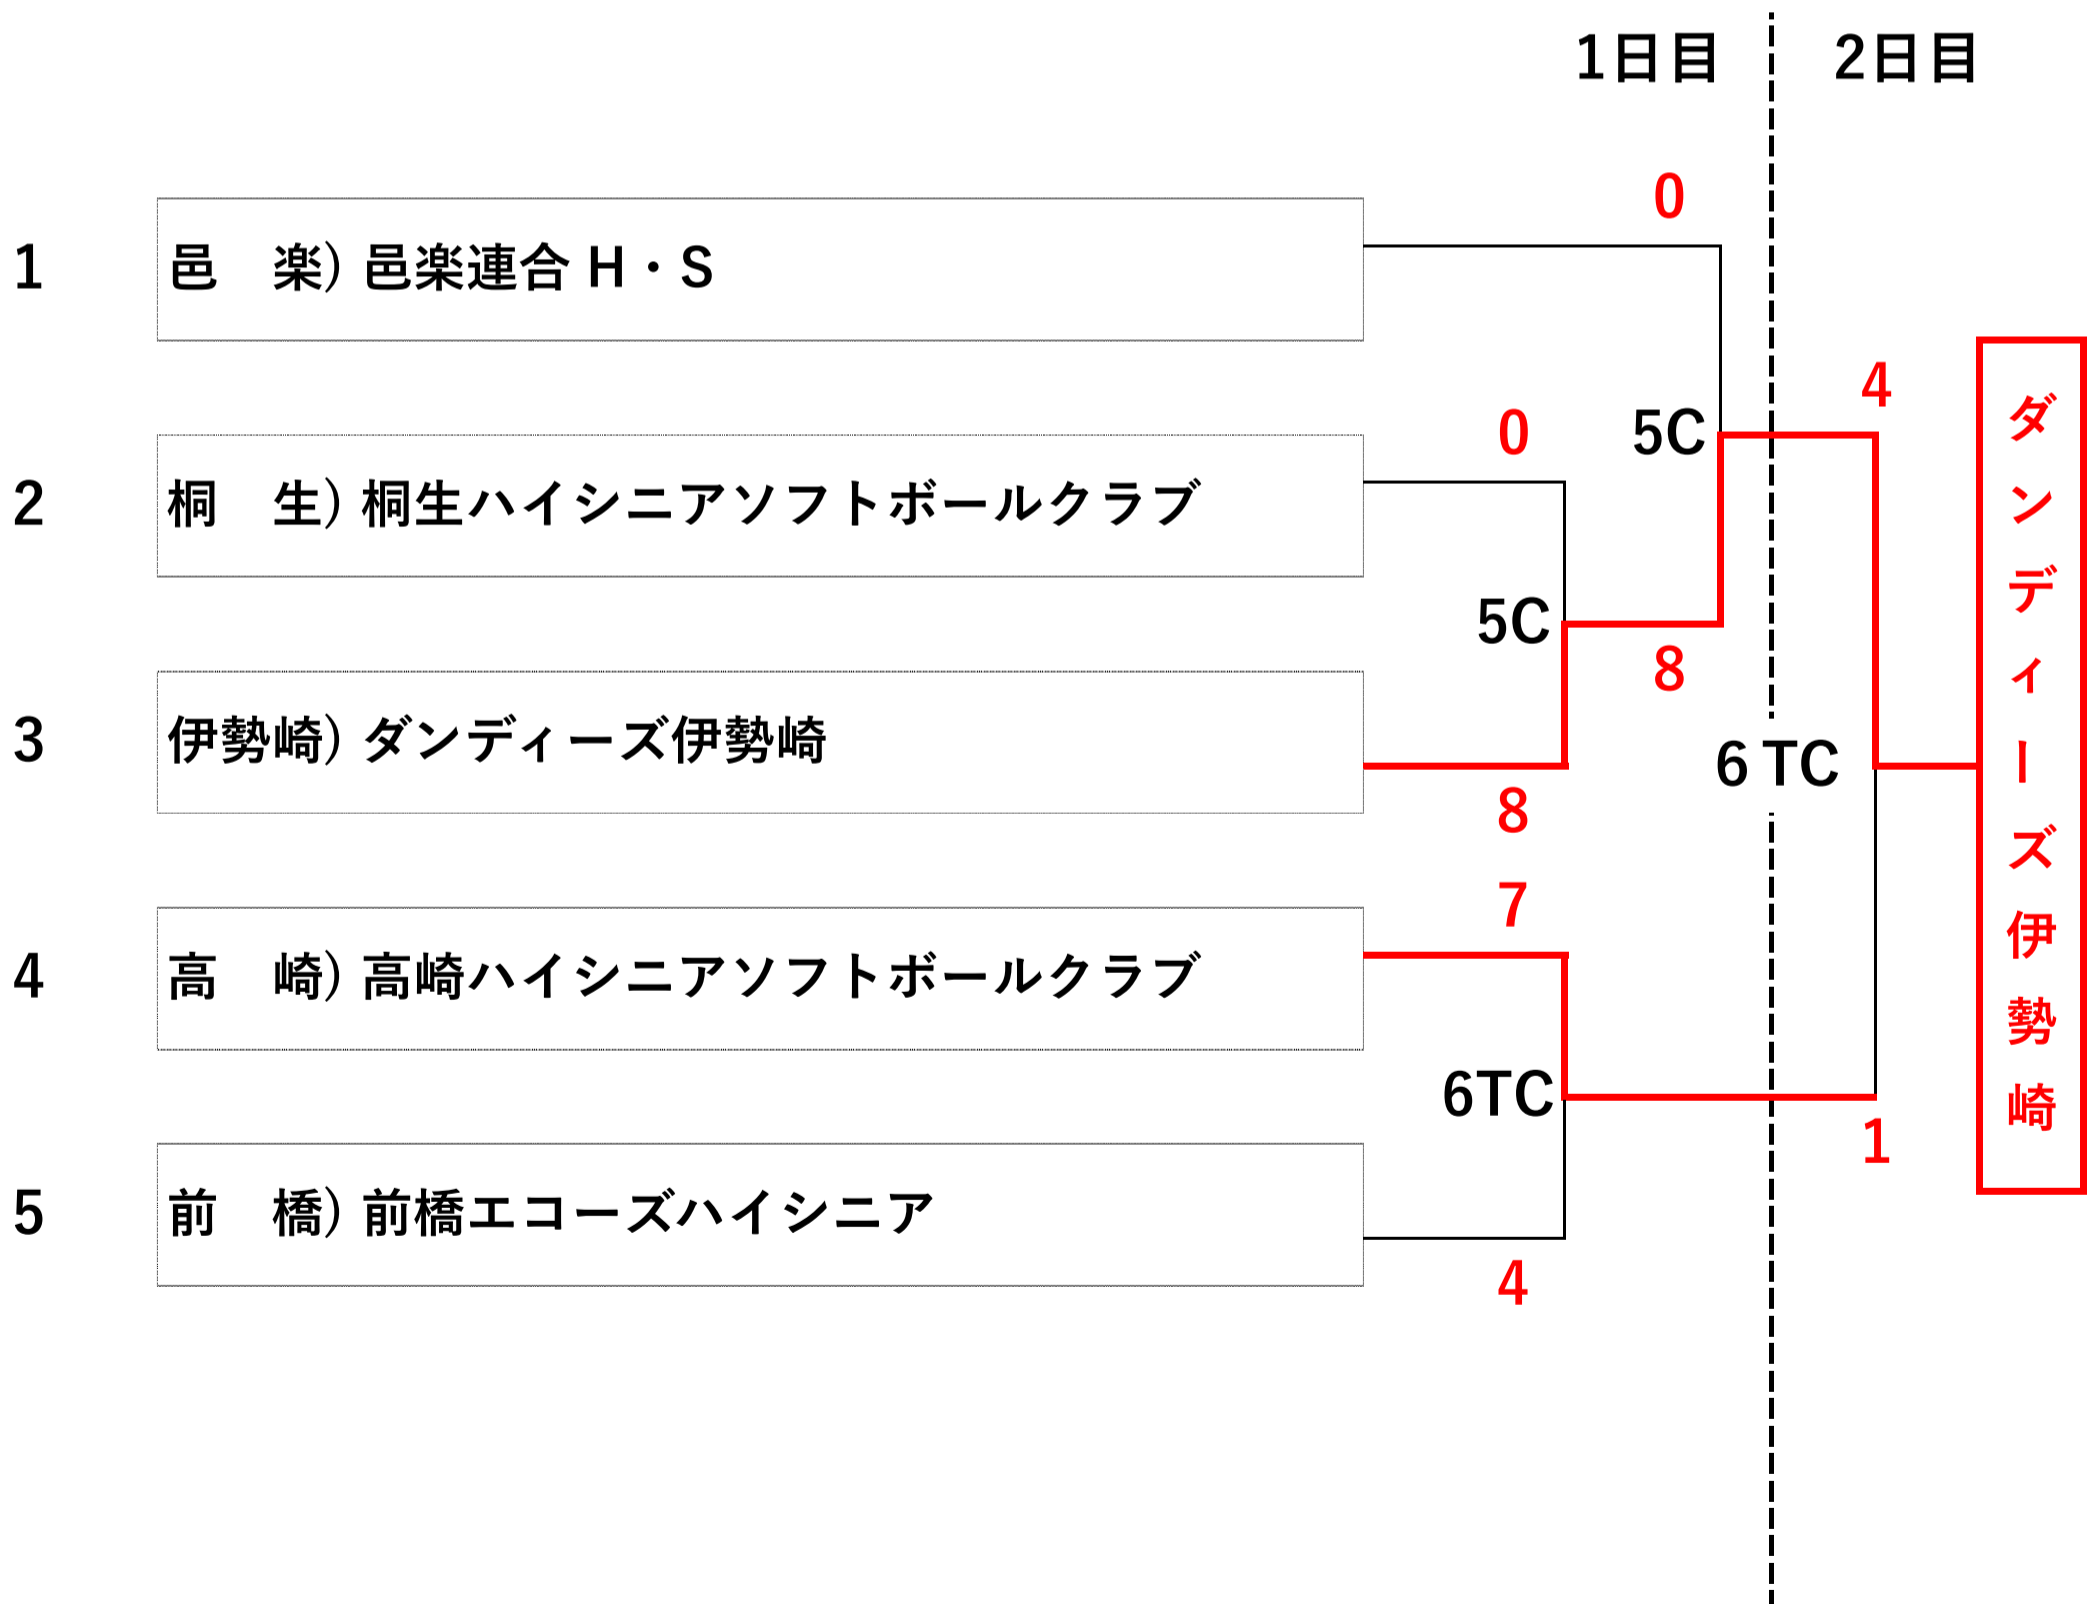 1日目 2日目
0
1 邑　楽) 邑楽連合 H・S
4
0 5C
2 桐　生) 桐生ハイシニアソフトボールクラブ
5C
8
3 伊勢崎) ダンディーズ伊勢崎
6 TC
8
7
4 高　崎) 高崎ハイシニアソフトボールクラブ
6TC
1
5 前　橋) 前橋エコーズハイシニア
4
ダンディーズ伊勢崎